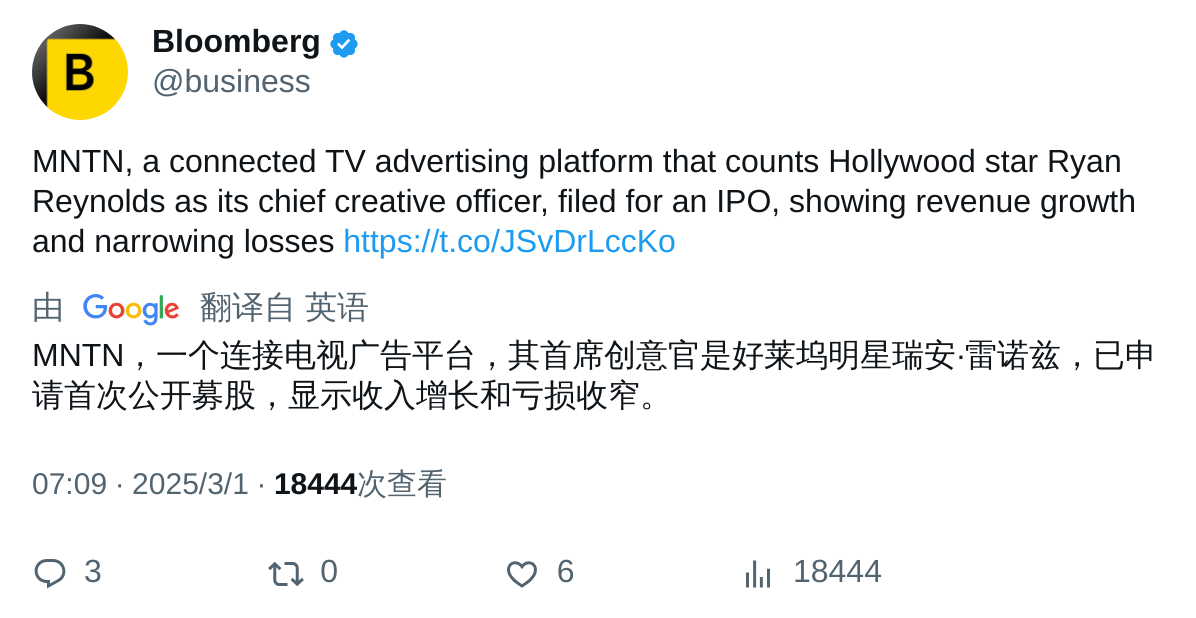 B
Bloomberg
@business
MNTN, a connected TV advertising platform that counts Hollywood star Ryan
Reynolds as its chief creative officer, filed for an IPO, showing revenue growth
and narrowing losses https://t.co/JSvDrLccKo
由 Google 翻译自 英语
MNTN，一个连接电视广告平台，其首席创意官是好莱坞明星瑞安·雷诺兹，已申
请首次公开募股，显示收入增长和亏损收窄。
07:09 · 2025/3/1 · 18444次查看
3 0 6 18444